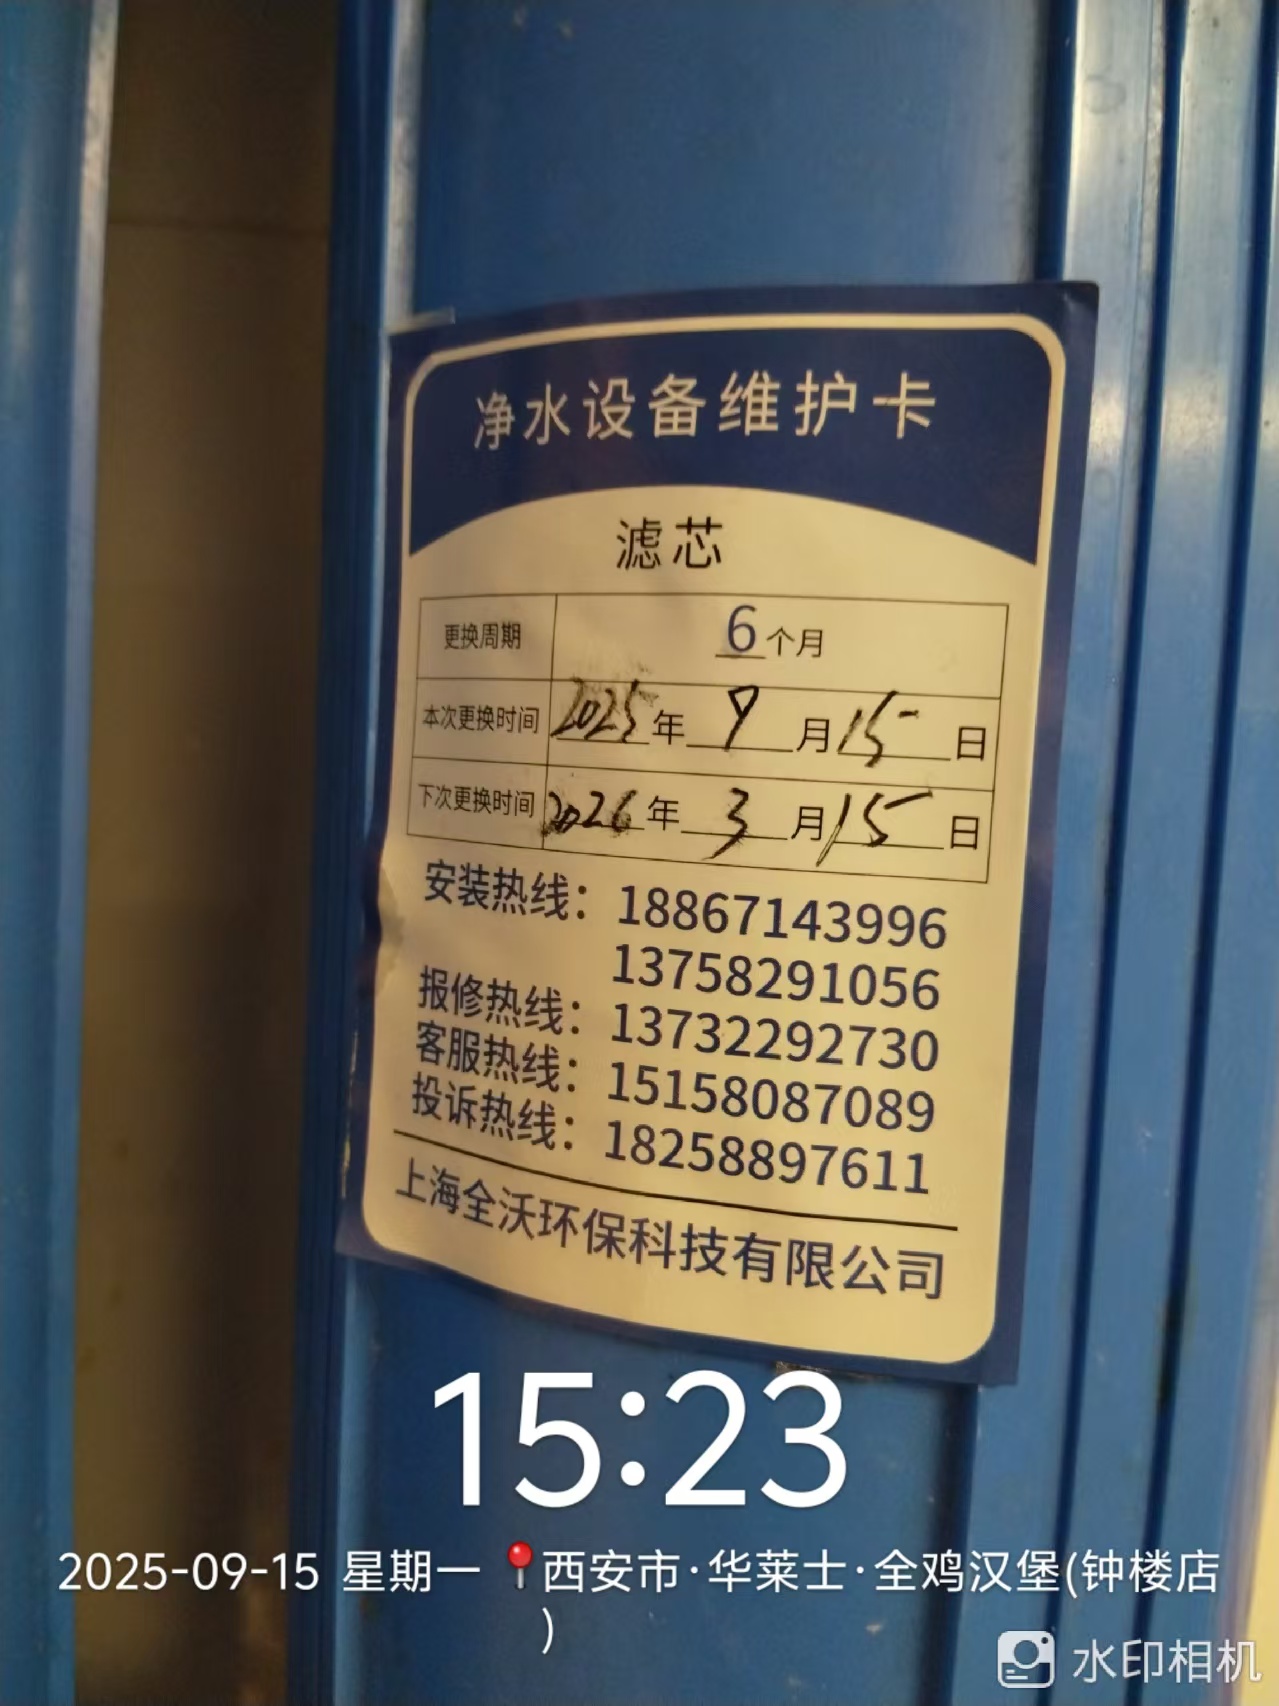 净水设备维护卡
滤芯
更换周期 6个月
本次更换时间 2025年9月15日
下次更换时间 2026年3月15日
安装热线：18867143996
13758291056
报修热线：13732292730
客服热线：15158087089
投诉热线：18258897611
上海全沃环保科技有限公司
15:23
2025-09-15 星期一 📍西安市·华莱士·全鸡汉堡(钟楼店
)
水印相机